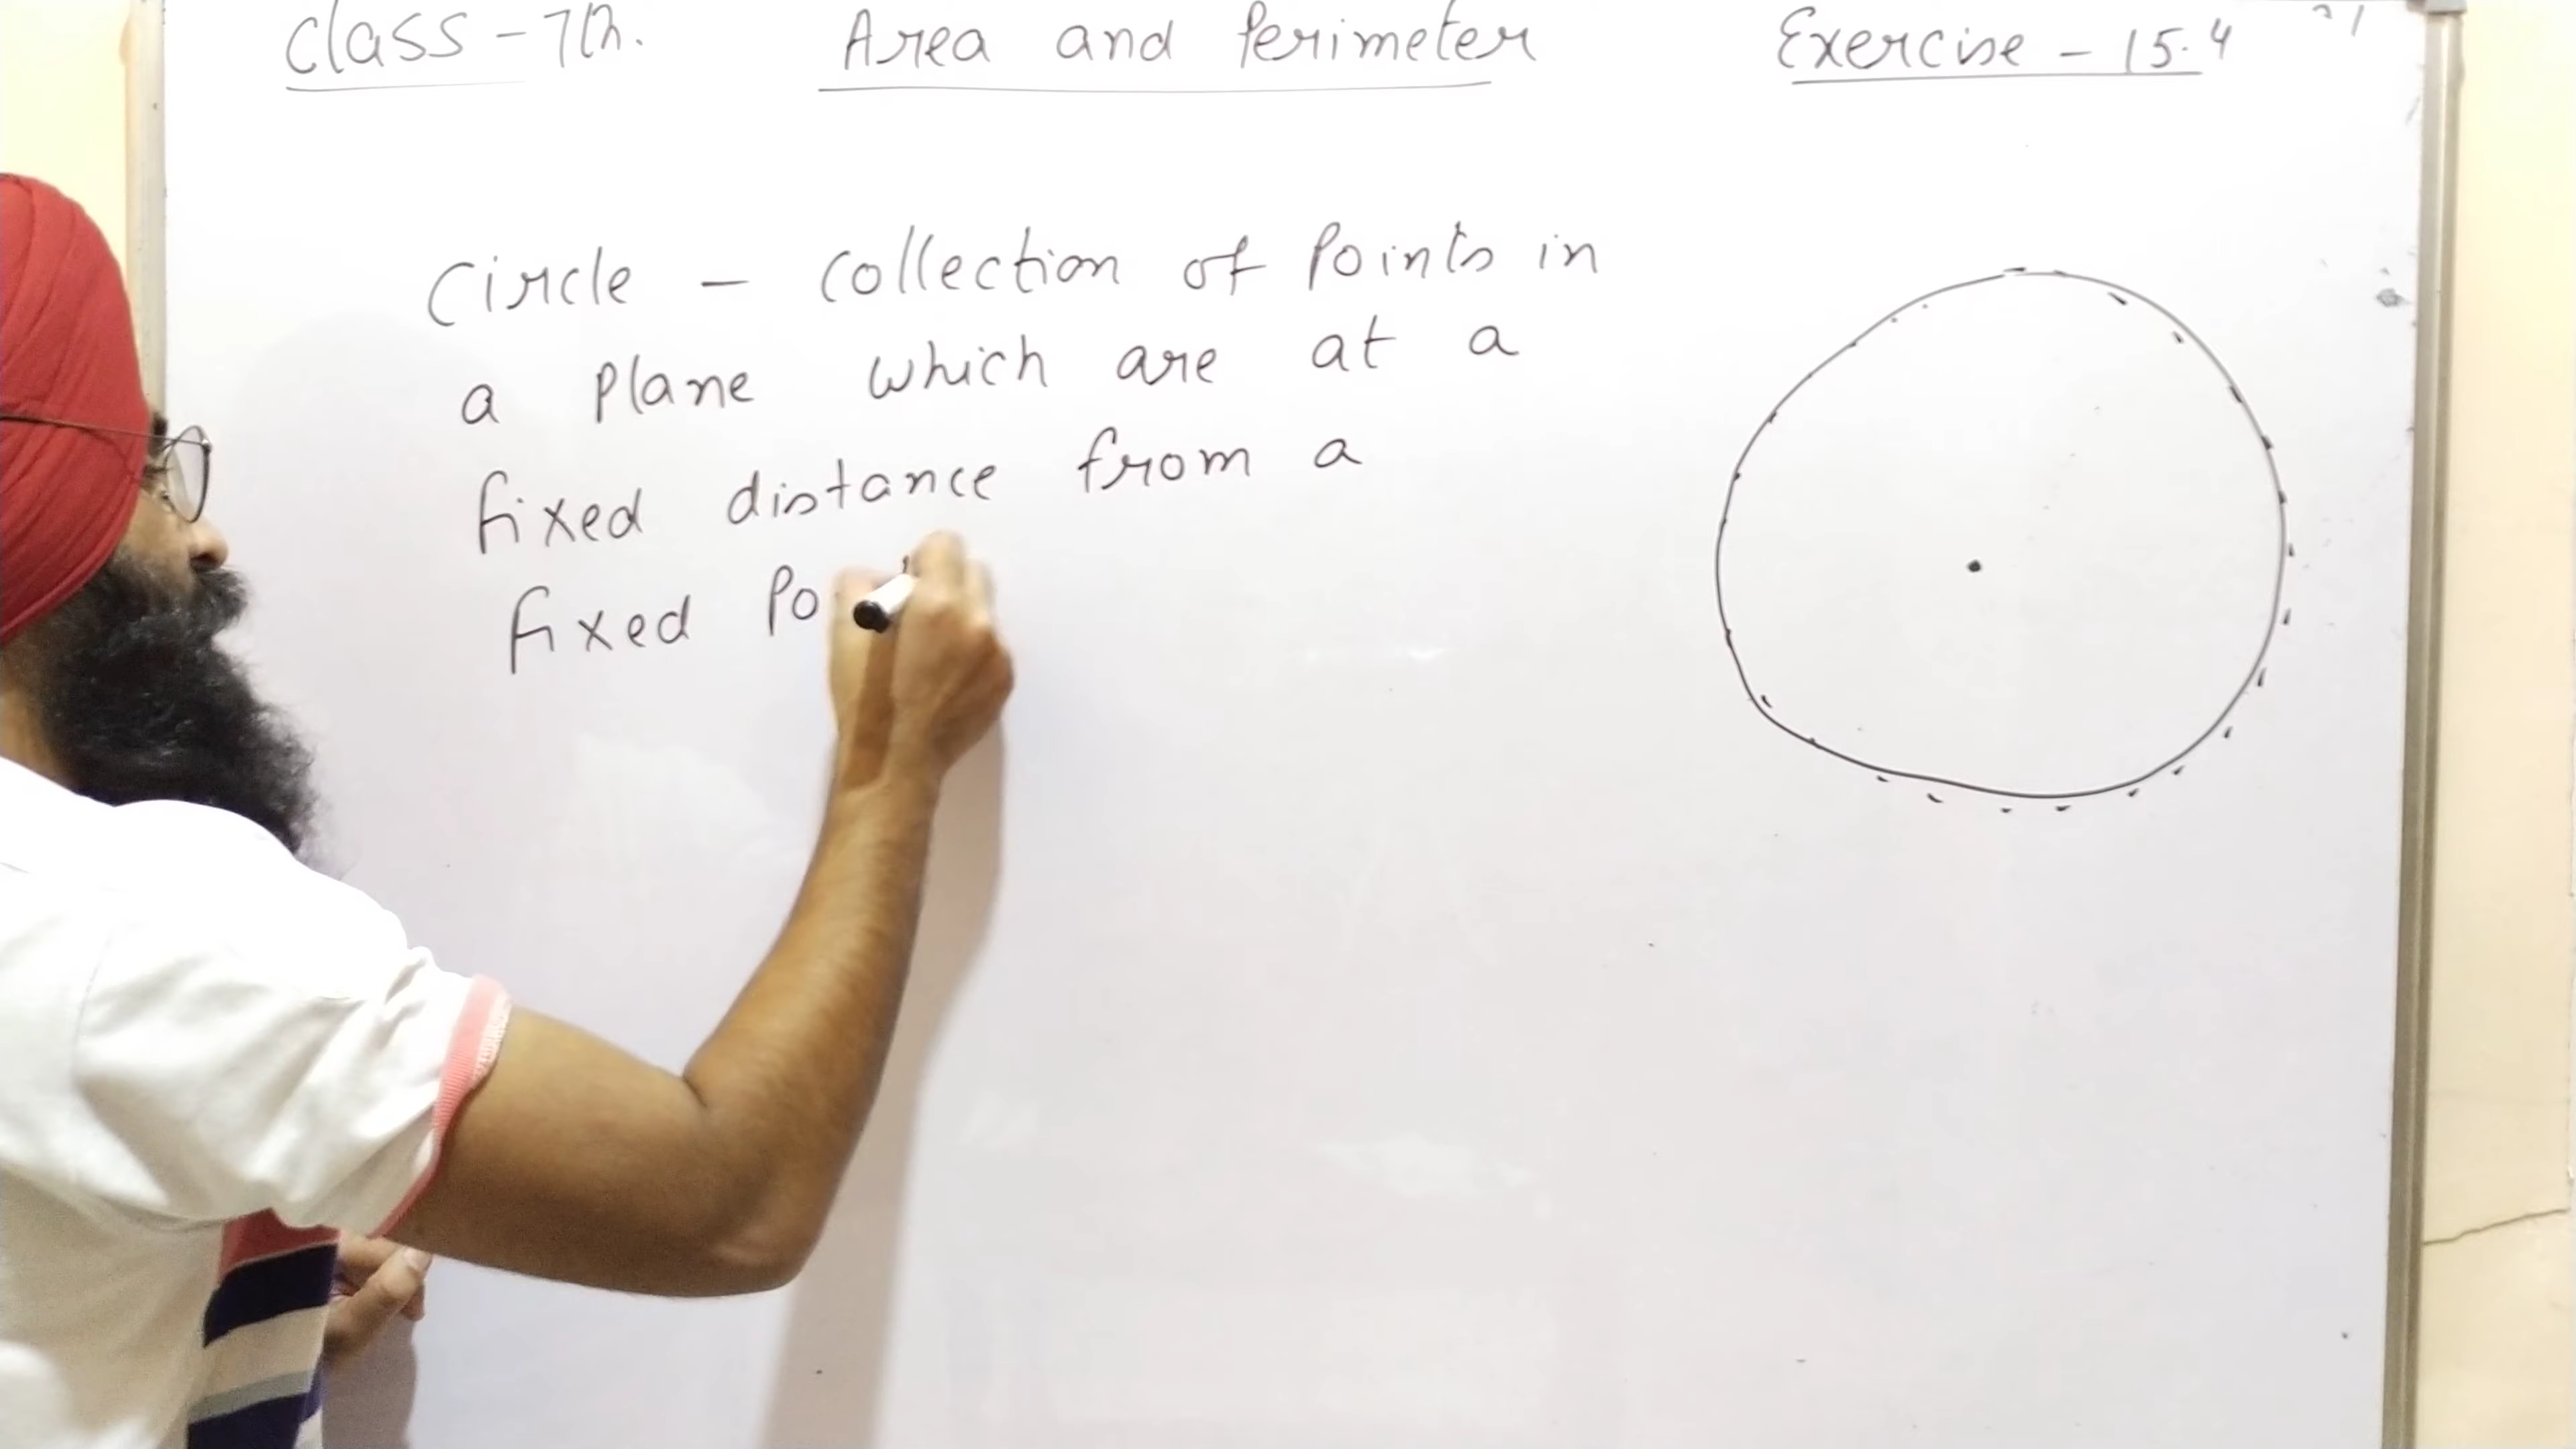 Class - 7th. Area and Perimeter Exercise - 15.4
Circle - Collection of Points in
a Plane which are at a
fixed distance from a
fixed Po